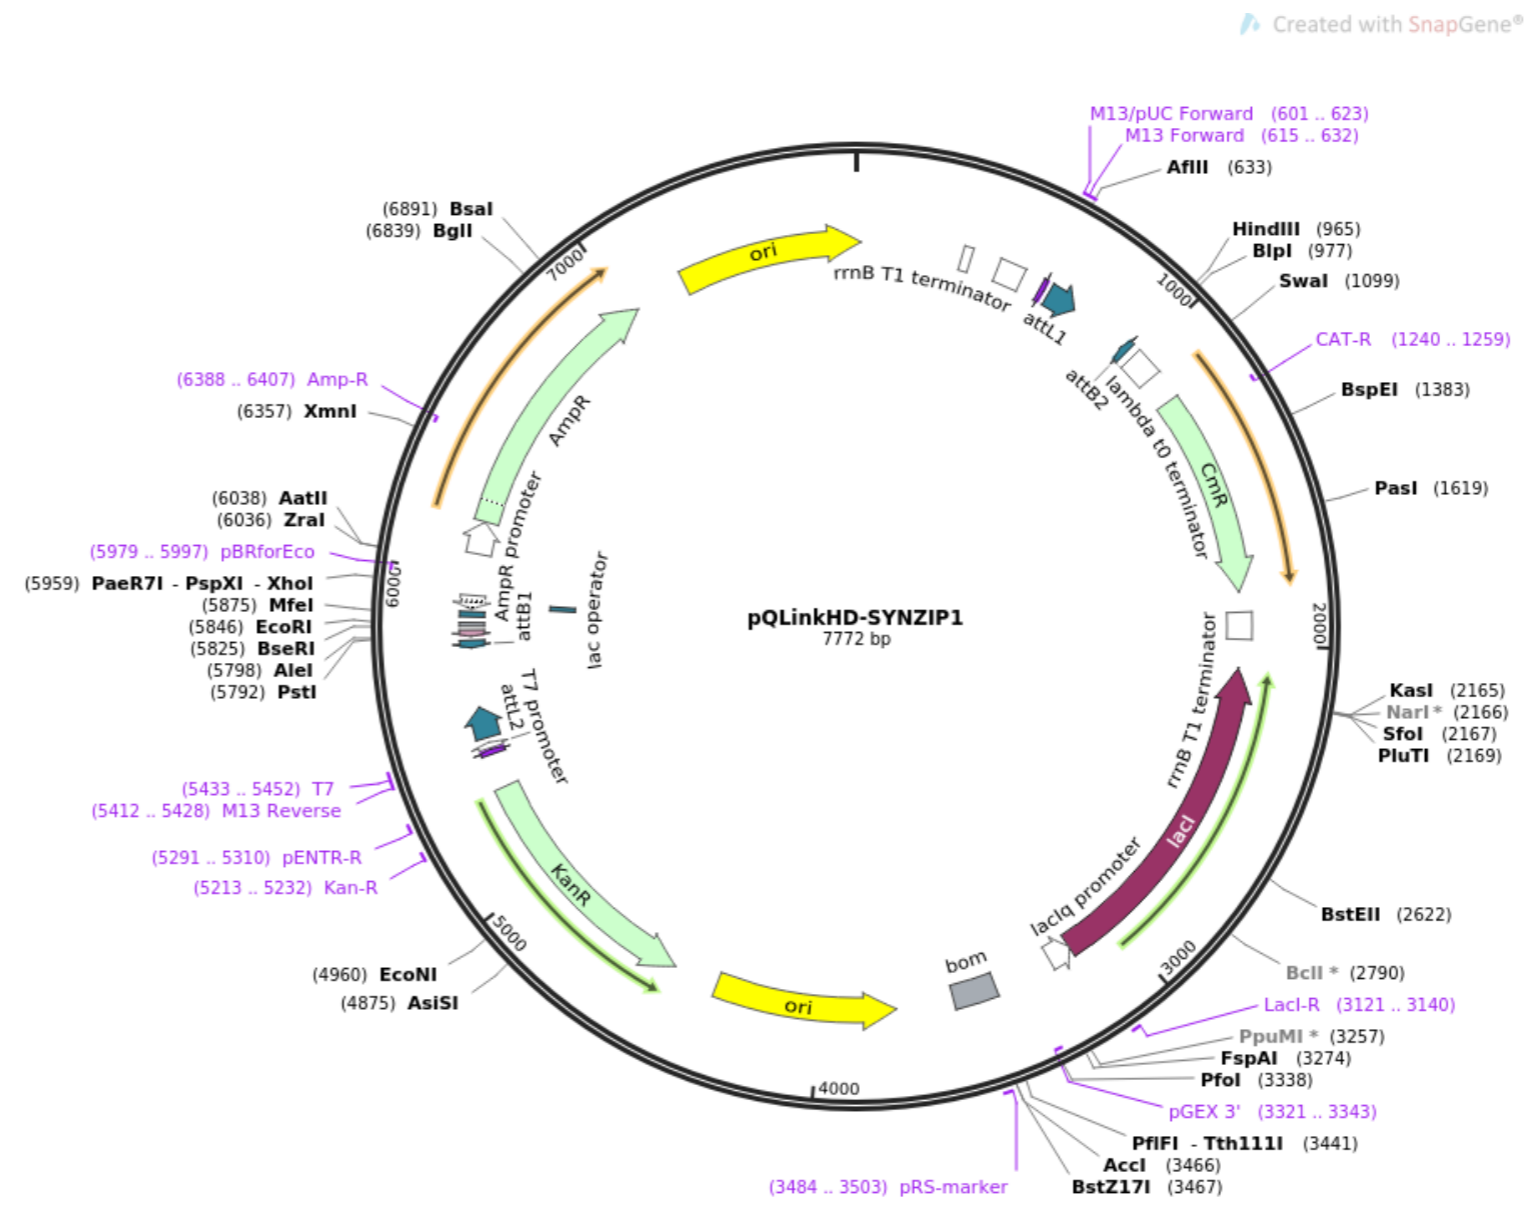 Created with SnapGene®
M13/pUC Forward (601 .. 623)
M13 Forward (615 .. 632)
AflII (633)
HindIII (965)
BlpI (977)
SwaI (1099)
CAT-R (1240 .. 1259)
BspEI (1383)
PasI (1619)
KasI (2165)
NarI * (2166)
SfoI (2167)
PluTI (2169)
BstEII (2622)
BclI * (2790)
LacI-R (3121 .. 3140)
PpuMI * (3257)
FspAI (3274)
PfoI (3338)
pGEX 3' (3321 .. 3343)
PflFI - Tth111I (3441)
AccI (3466)
BstZ17I (3467)
(3484 .. 3503) pRS-marker
(4875) AsiSI
(4960) EcoNI
(5213 .. 5232) Kan-R
(5291 .. 5310) pENTR-R
(5412 .. 5428) M13 Reverse
(5433 .. 5452) T7
(5792) PstI
(5798) AleI
(5825) BseRI
(5846) EcoRI
(5875) MfeI
(5959) PaeR7I - PspXI - XhoI
(5979 .. 5997) pBRforEco
(6036) ZraI
(6038) AatII
(6357) XmnI
(6388 .. 6407) Amp-R
(6839) BglI
(6891) BsaI
1000
2000
3000
4000
5000
6000
7000
ori
rrnB T1 terminator
attL1
attB2
lambda t0 terminator
CmR
rrnB T1 terminator
lacI
lacIq promoter
bom
ori
KanR
T7 promoter
attL2
attB1
lac operator
AmpR promoter
AmpR
pQLinkHD-SYNZIP1
7772 bp